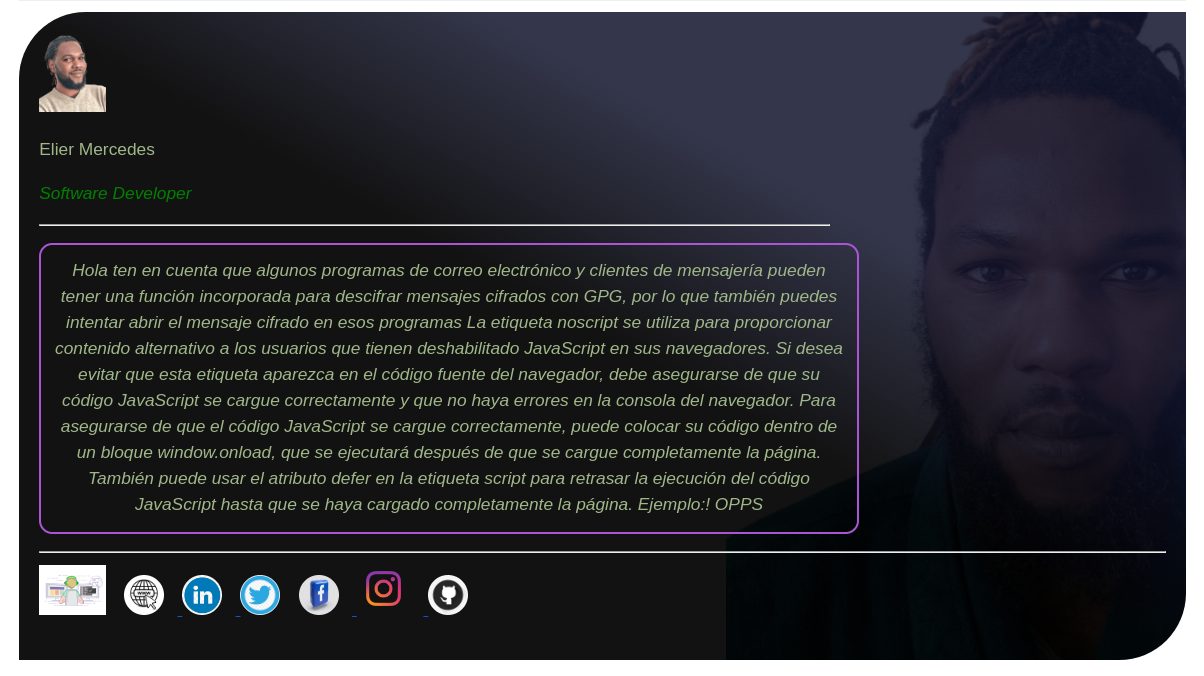 Elier Mercedes
Software Developer
Hola ten en cuenta que algunos programas de correo electrónico y clientes de mensajería pueden
tener una función incorporada para descifrar mensajes cifrados con GPG, por lo que también puedes
intentar abrir el mensaje cifrado en esos programas La etiqueta noscript se utiliza para proporcionar
contenido alternativo a los usuarios que tienen deshabilitado JavaScript en sus navegadores. Si desea
evitar que esta etiqueta aparezca en el código fuente del navegador, debe asegurarse de que su
código JavaScript se cargue correctamente y que no haya errores en la consola del navegador. Para
asegurarse de que el código JavaScript se cargue correctamente, puede colocar su código dentro de
un bloque window.onload, que se ejecutará después de que se cargue completamente la página.
También puede usar el atributo defer en la etiqueta script para retrasar la ejecución del código
JavaScript hasta que se haya cargado completamente la página. Ejemplo:! OPPS
www
in
f